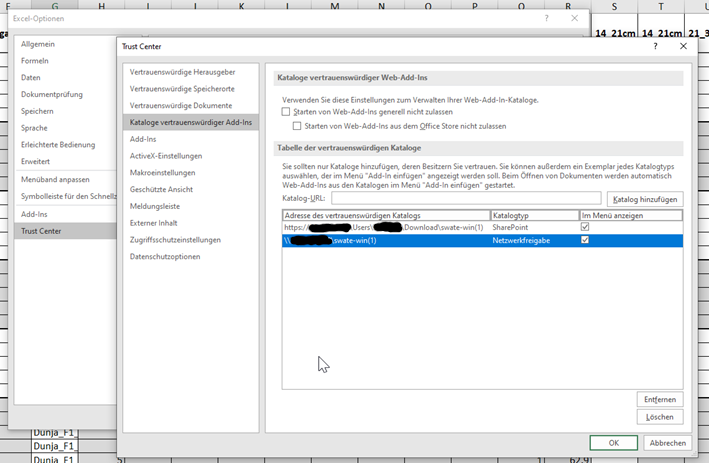 Excel-Optionen
?
×
F G H I J K L M N O P Q R S T U
14_21cm 14_21cm 21_3
Allgemein
Formeln
Daten
Dokumentprüfung
Speichern
Sprache
Erleichterte Bedienung
Erweitert
Menüband anpassen
Symbolleiste für den Schnellz
Add-Ins
Trust Center
Trust Center
?
×
Vertrauenswürdige Herausgeber
Vertrauenswürdige Speicherorte
Vertrauenswürdige Dokumente
Kataloge vertrauenswürdiger Add-Ins
Add-Ins
ActiveX-Einstellungen
Makroeinstellungen
Geschützte Ansicht
Meldungsleiste
Externer Inhalt
Zugriffsschutzeinstellungen
Datenschutzoptionen
Kataloge vertrauenswürdiger Web-Add-Ins
Verwenden Sie diese Einstellungen zum Verwalten Ihrer Web-Add-In-Kataloge.
Starten von Web-Add-Ins generell nicht zulassen
Starten von Web-Add-Ins aus dem Office Store nicht zulassen
Tabelle der vertrauenswürdigen Kataloge
Sie sollten nur Kataloge hinzufügen, deren Besitzern Sie vertrauen. Sie können außerdem ein Exemplar jedes Katalogtyps
auswählen, der im Menü "Add-In einfügen" angezeigt werden soll. Beim Öffnen von Dokumenten werden automatisch
Web-Add-Ins aus den Katalogen im Menü "Add-In einfügen" gestartet.
Katalog-URL:
Katalog hinzufügen
Adresse des vertrauenswürdigen Katalogs Katalogtyp Im Menü anzeigen
https:/ \Users\ .Download\swate-win(1) SharePoint
\\ \swate-win(1) Netzwerkfreigabe
Entfernen
Löschen
OK
Abbrechen
Dunja_F1_
Dunja_F1_
Dunja_F1_
5
11
62,9